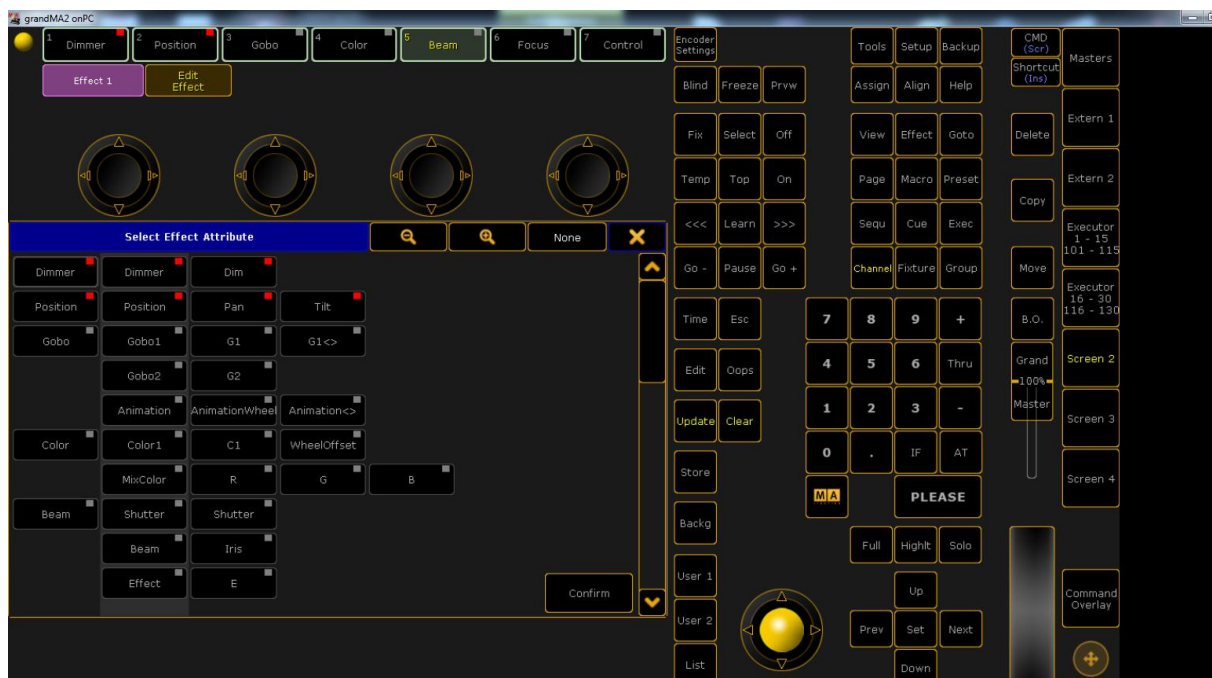 grandMA2 onPC
1 Dimmer 2 Position 3 Gobo 4 Color 5 Beam 6 Focus 7 Control
Effect 1
Edit
Effect
Select Effect Attribute None
Dimmer Dimmer Dim
Position Position Pan Tilt
Gobo Gobo1 G1 G1<>
Gobo2 G2
Animation AnimationWheel Animation<>
Color Color1 C1 WheelOffset
MixColor R G B
Beam Shutter Shutter
Beam Iris
Effect E
Confirm
Encoder
Settings
Tools Setup Backup
Blind Freeze Prvw
Assign Align Help
Fix Select Off
View Effect Goto
Temp Top On
Page Macro Preset
<<< Learn >>>
Sequ Cue Exec
Go - Pause Go +
Channel Fixture Group
Time Esc
7 8 9 +
Edit Oops
4 5 6 Thru
Update Clear
1 2 3 -
0 . IF AT
Store
MA
PLEASE
Backg
Full Highlt Solo
User 1
Up
User 2
Prev Set Next
List
Down
CMD
(Scr)
Shortcut
(Ins)
Delete
Copy
Move
B.O.
Grand
100%
Master
Masters
Extern 1
Extern 2
Executor
1 - 15
101 - 115
Executor
16 - 30
116 - 130
Screen 2
Screen 3
Screen 4
Command
Overlay